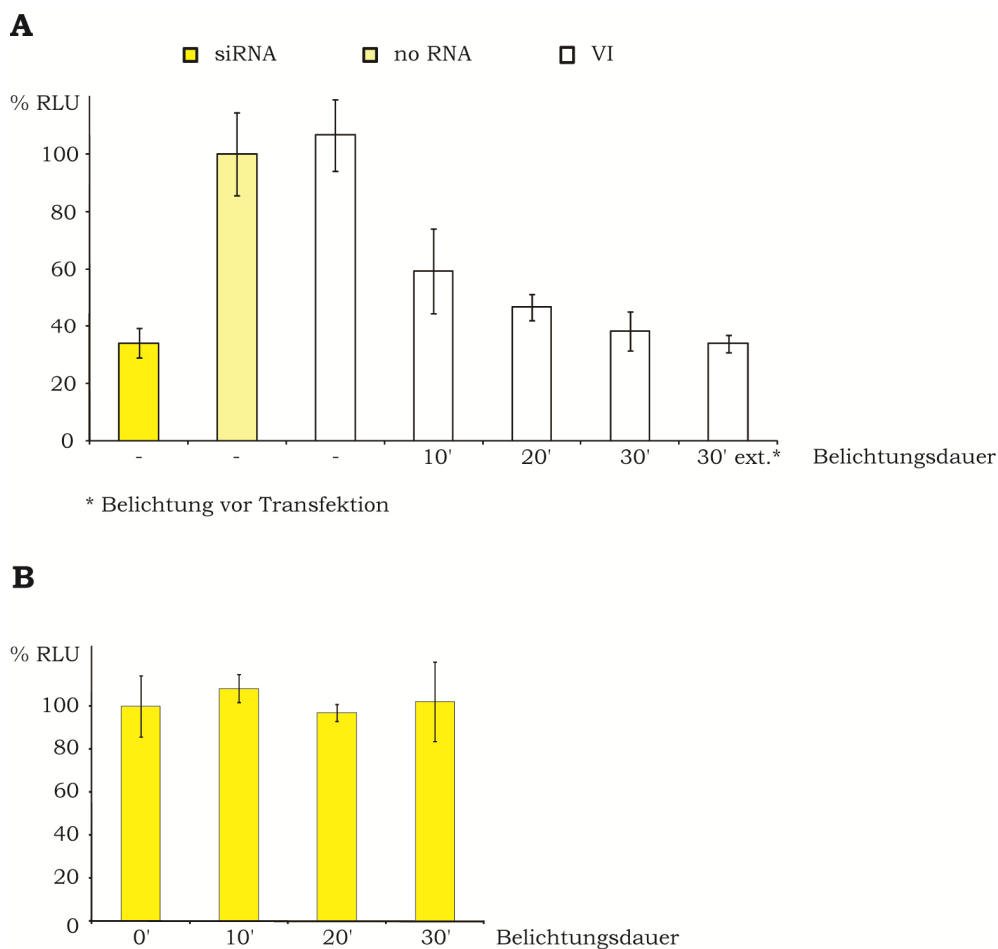 A
siRNA no RNA VI
% RLU
100
80
60
40
20
0
- - - 10' 20' 30' 30' ext.* Belichtungsdauer
* Belichtung vor Transfektion
B
% RLU
100
80
60
40
20
0
0' 10' 20' 30' Belichtungsdauer